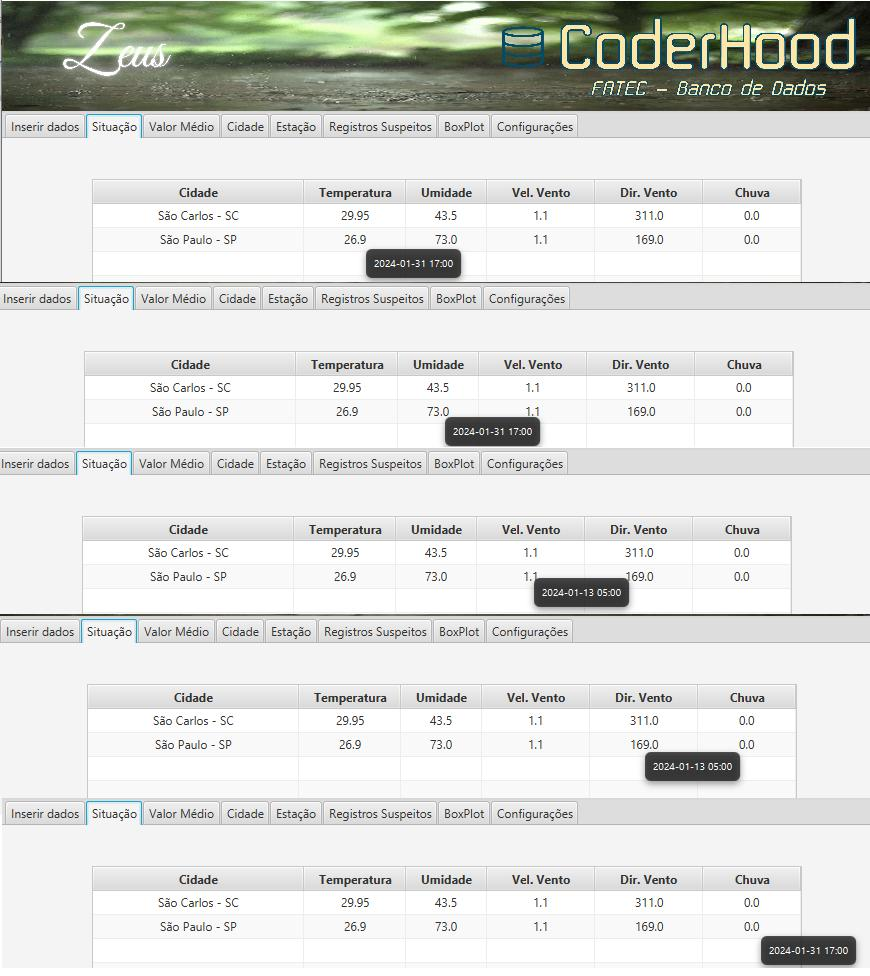 Zeus
CoderHood
FATEC – Banco de Dados
Inserir dados Situação Valor Médio Cidade Estação Registros Suspeitos BoxPlot Configurações
Cidade Temperatura Umidade Vel. Vento Dir. Vento Chuva
São Carlos - SC 29.95 43.5 1.1 311.0 0.0
São Paulo - SP 26.9 73.0 1.1 169.0 0.0
2024-01-31 17:00
Inserir dados Situação Valor Médio Cidade Estação Registros Suspeitos BoxPlot Configurações
Cidade Temperatura Umidade Vel. Vento Dir. Vento Chuva
São Carlos - SC 29.95 43.5 1.1 311.0 0.0
São Paulo - SP 26.9 73.0 1.1 169.0 0.0
2024-01-31 17:00
Inserir dados Situação Valor Médio Cidade Estação Registros Suspeitos BoxPlot Configurações
Cidade Temperatura Umidade Vel. Vento Dir. Vento Chuva
São Carlos - SC 29.95 43.5 1.1 311.0 0.0
São Paulo - SP 26.9 73.0 1.1 169.0 0.0
2024-01-13 05:00
Inserir dados Situação Valor Médio Cidade Estação Registros Suspeitos BoxPlot Configurações
Cidade Temperatura Umidade Vel. Vento Dir. Vento Chuva
São Carlos - SC 29.95 43.5 1.1 311.0 0.0
São Paulo - SP 26.9 73.0 1.1 169.0 0.0
2024-01-13 05:00
Inserir dados Situação Valor Médio Cidade Estação Registros Suspeitos BoxPlot Configurações
Cidade Temperatura Umidade Vel. Vento Dir. Vento Chuva
São Carlos - SC 29.95 43.5 1.1 311.0 0.0
São Paulo - SP 26.9 73.0 1.1 169.0 0.0
2024-01-31 17:00